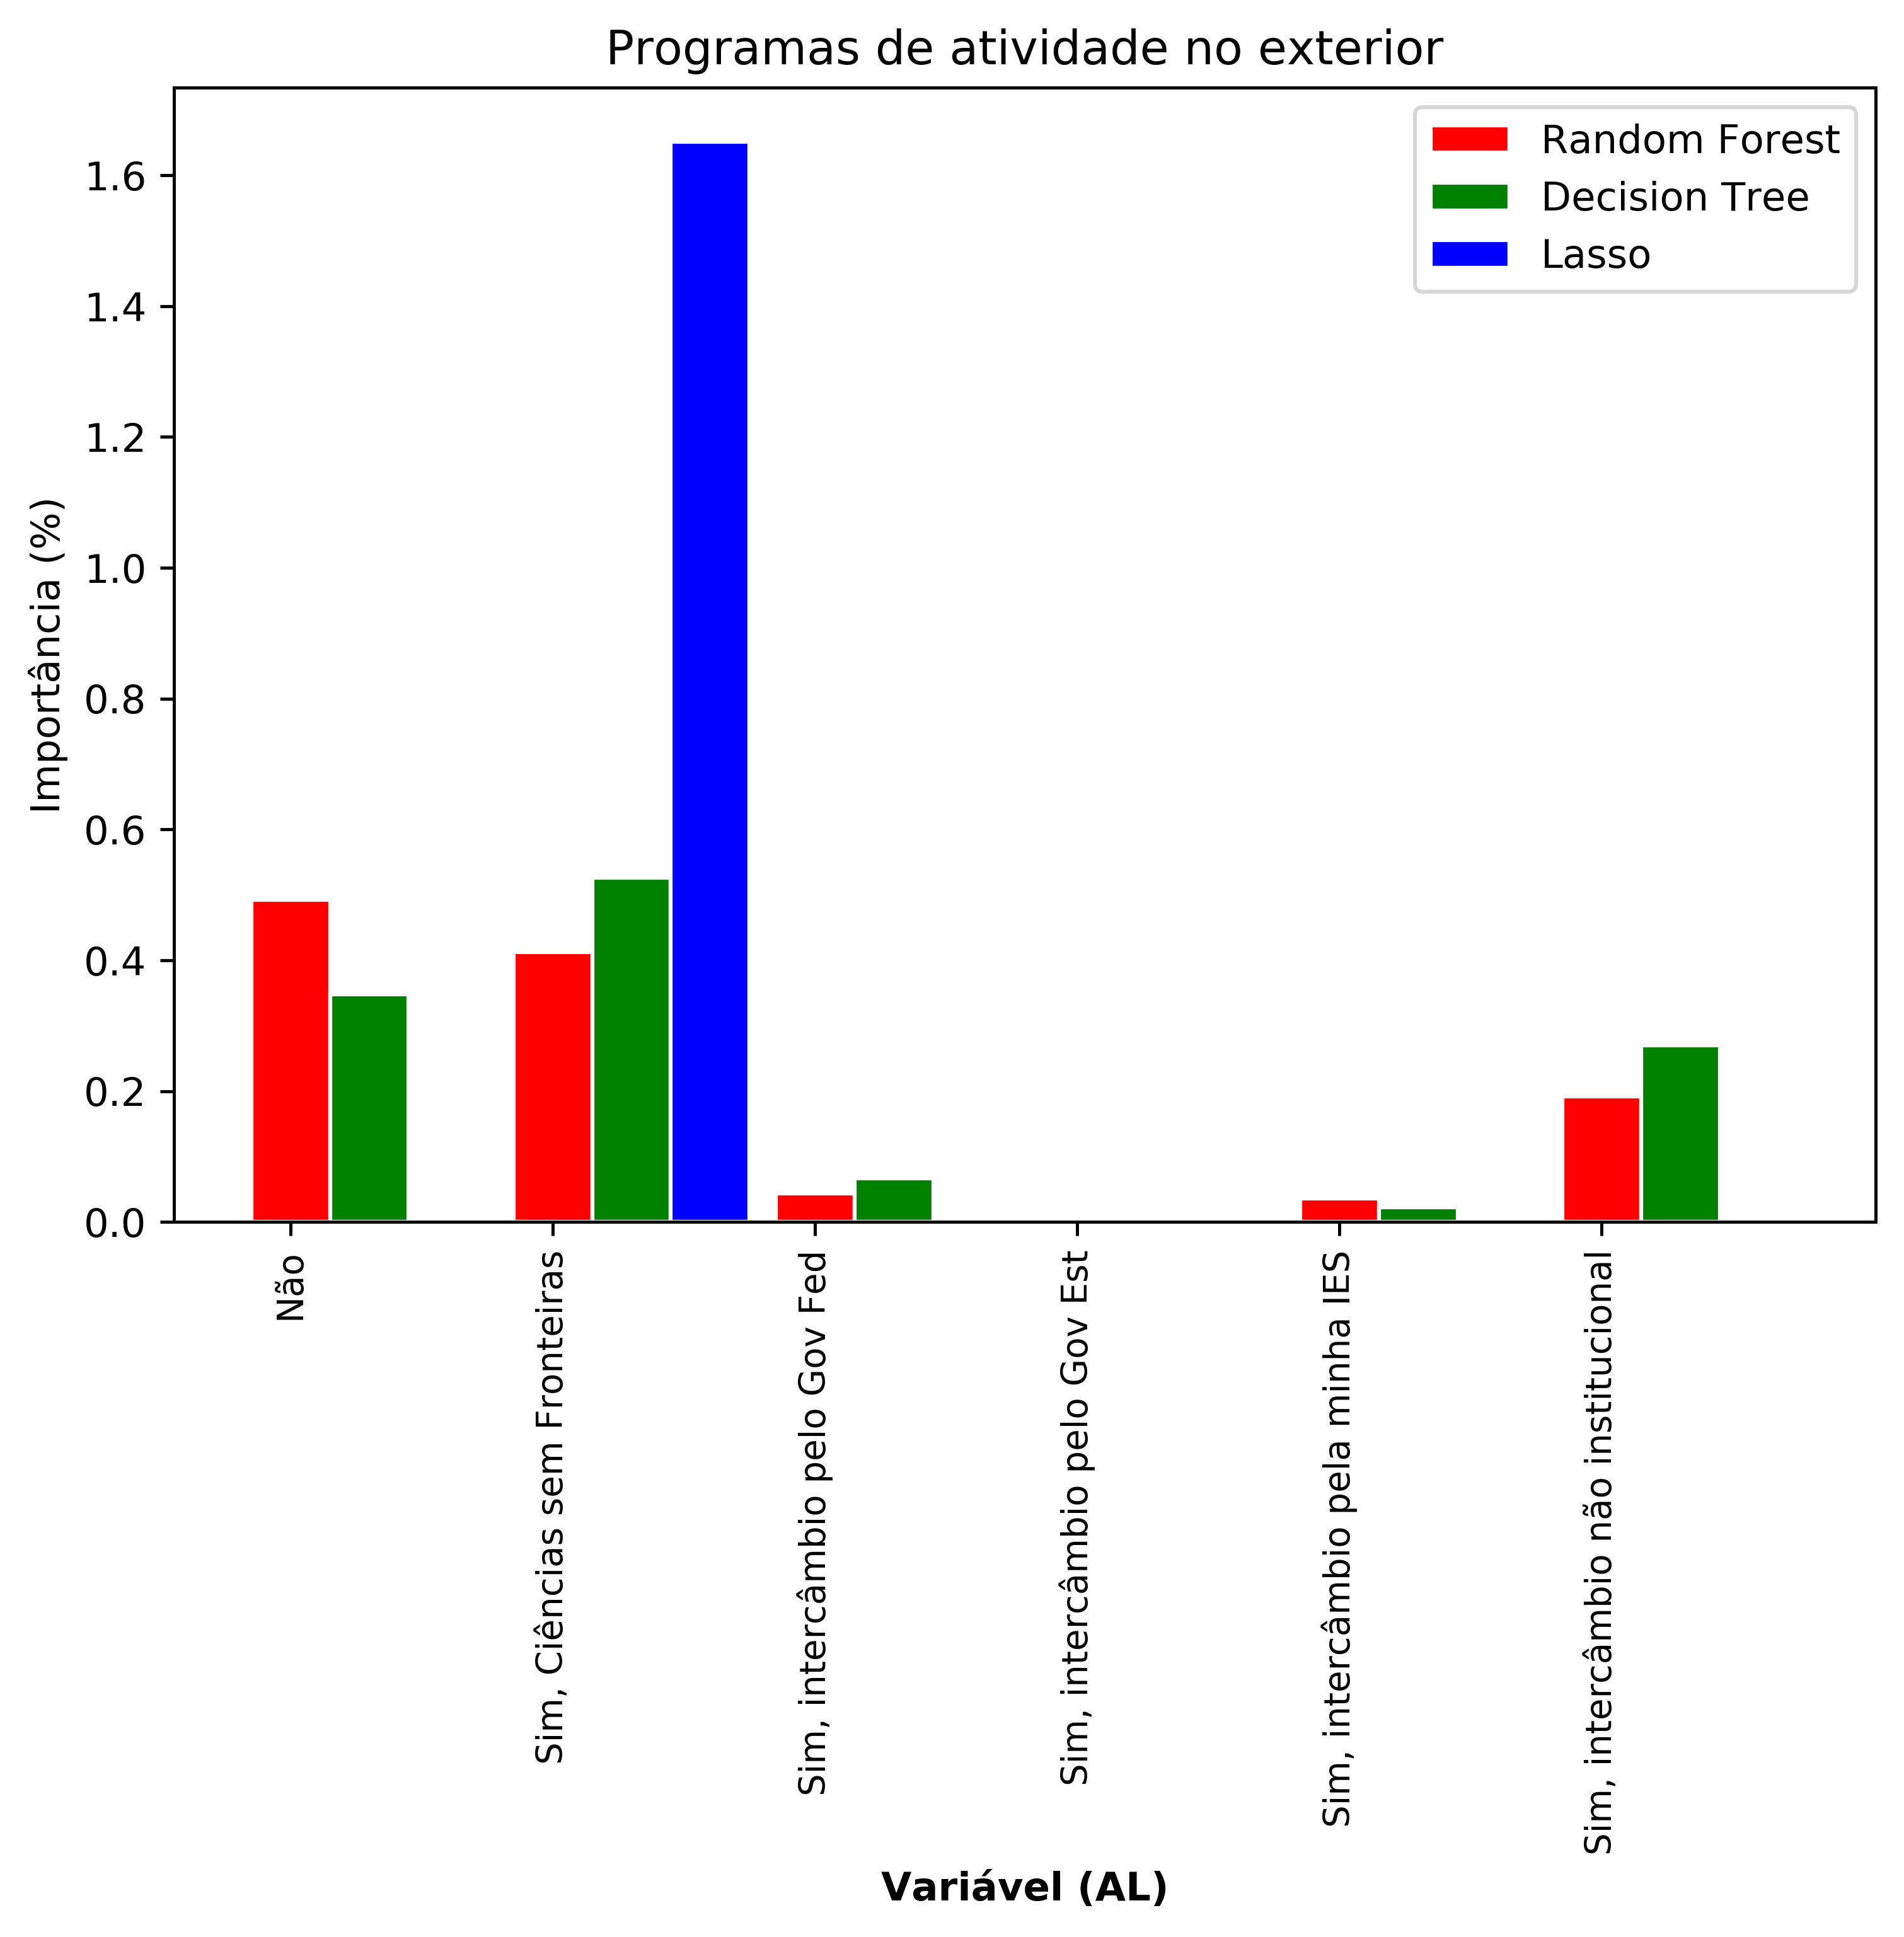 Programas de atividade no exterior
Random Forest
Decision Tree
Lasso
Importância (%)
1.6
1.4
1.2
1.0
0.8
0.6
0.4
0.2
0.0
Não
Sim, Ciências sem Fronteiras
Sim, intercâmbio pelo Gov Fed
Sim, intercâmbio pelo Gov Est
Sim, intercâmbio pela minha IES
Sim, intercâmbio não institucional
Variável (AL)